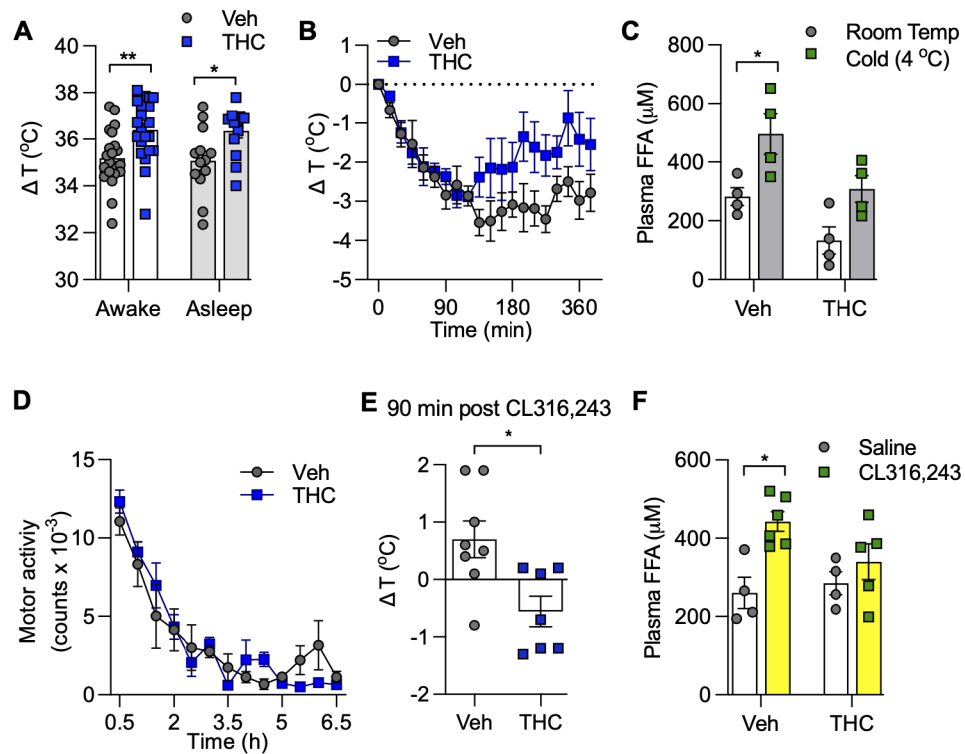 A
Veh
THC
40
38
36
34
32
30
Δ T (°C)
**
*
Awake
Asleep
B
Veh
THC
1
0
-1
-2
-3
-4
-5
Δ T (°C)
0
90
180
360
Time (min)
C
Room Temp
Cold (4 °C)
800
600
400
200
0
Plasma FFA (µM)
*
Veh
THC
D
Veh
THC
15
10
5
0
Motor activiy
(counts x 10-3)
0.5
2
3.5
5
6.5
Time (h)
E
90 min post CL316,243
*
2
1
0
-1
-2
Δ T (°C)
Veh
THC
F
Saline
CL316,243
600
400
200
0
Plasma FFA (µM)
*
Veh
THC